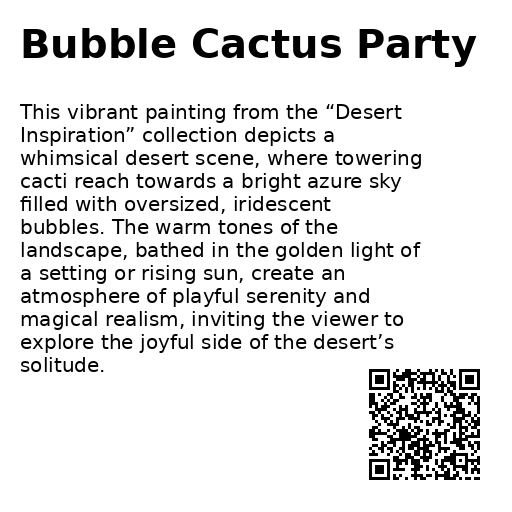 Bubble Cactus Party
This vibrant painting from the “Desert
Inspiration” collection depicts a
whimsical desert scene, where towering
cacti reach towards a bright azure sky
filled with oversized, iridescent
bubbles. The warm tones of the
landscape, bathed in the golden light of
a setting or rising sun, create an
atmosphere of playful serenity and
magical realism, inviting the viewer to
explore the joyful side of the desert’s
solitude.